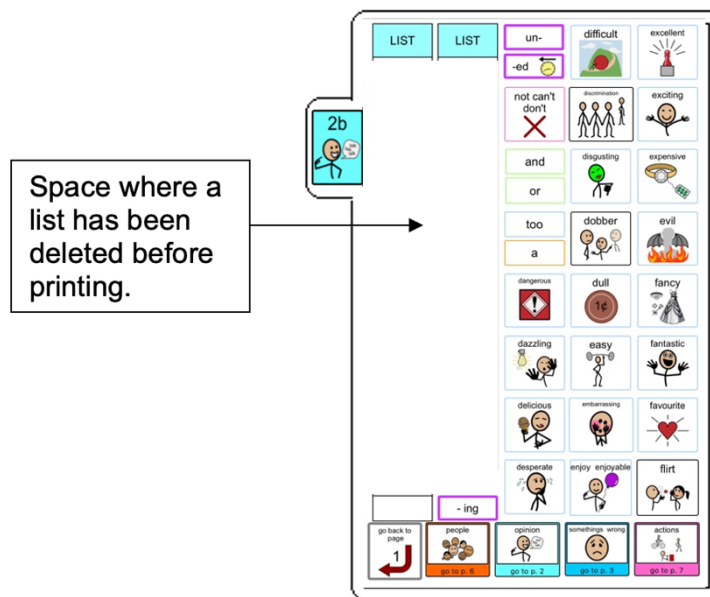 Space where a
list has been
deleted before
printing.
2b
LIST LIST
un-
-ed
difficult
excellent
not can't
don't
discrimination
exciting
and
or
disgusting
expensive
too
a
dobber
evil
dangerous
dull
1¢
fancy
dazzling
easy
fantastic
delicious
embarrassing
favourite
desperate
enjoy enjoyable
flirt
- ing
go back to
page
1
people
go to p. 6
opinion
go to p. 2
somethings wrong
go to p. 3
actions
go to p. 7